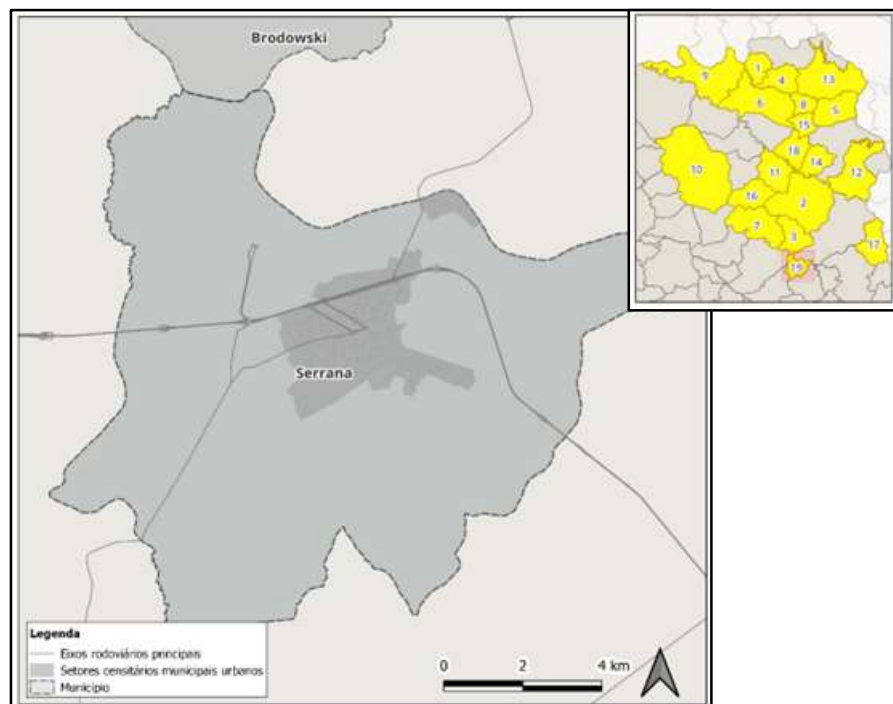 Brodowski
Serrana
Legenda
Eixos rodoviários principais
Setores censitários municipais urbanos
Município
0 2 4 km
1
9
4
13
6
8
5
15
18
14
10
11
12
16
2
7
3
17
19